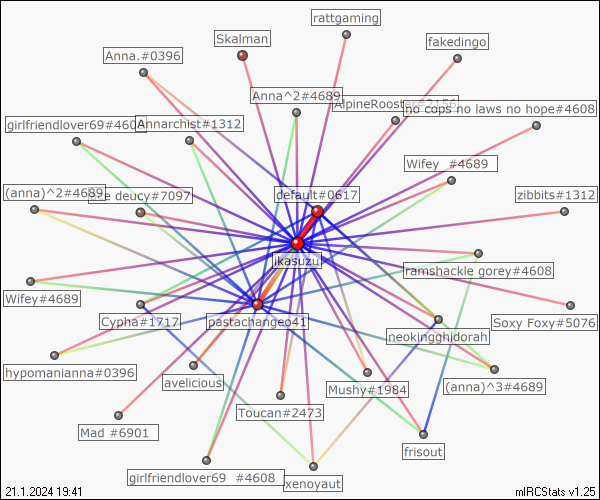 rattgaming
Skalman
fakedingo
Anna.#0396
Anna^2#4689
AlpineRooster#2156
no cops no laws no hope#4608
girlfriendlover69#4608
Annarchist#1312
Wifey  #4689
(anna)^2#4689
deucy#7097
default#0617
zibbits#1312
ikasuzu
ramshackle gorey#4608
Wifey#4689
Cypha#1717
pastachangeo41
Soxy Foxy#5076
neokingghidorah
hypomanianna#0396
avelicious
Mushy#1984
(anna)^3#4689
Toucan#2473
Mad #6901
frisout
girlfriendlover69  #4608
xenoyaut
21.1.2024 19:41
mIRCStats v1.25